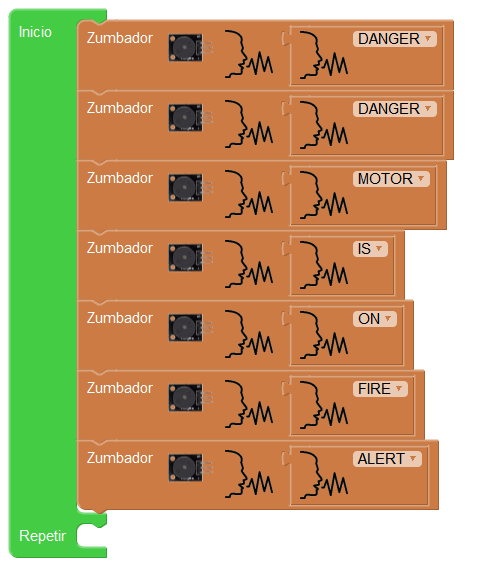 Inicio
Zumbador DANGER
Zumbador DANGER
Zumbador MOTOR
Zumbador IS
Zumbador ON
Zumbador FIRE
Zumbador ALERT
Repetir